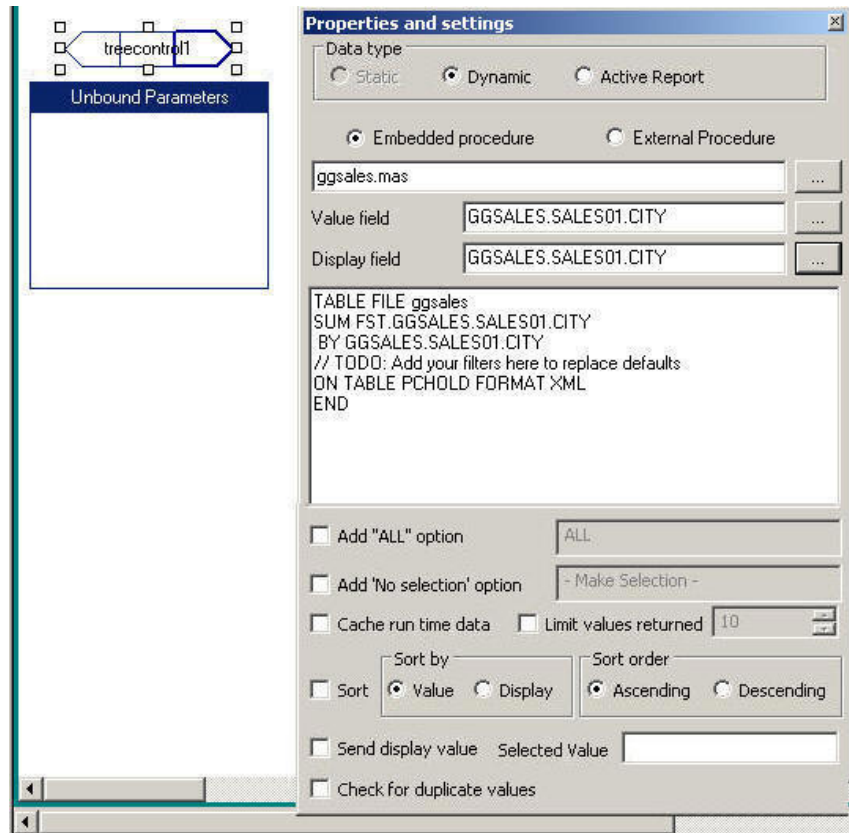 treecontrol1
Unbound Parameters
Properties and settings
Data type
Static Dynamic Active Report
Embedded procedure External Procedure
ggsales.mas ...
Value field GGSALES.SALES01.CITY ...
Display field GGSALES.SALES01.CITY ...
TABLE FILE ggsales
SUM FST.GGSALES.SALES01.CITY
BY GGSALES.SALES01.CITY
// TODO: Add your filters here to replace defaults
ON TABLE PCHOLD FORMAT XML
END
Add "ALL" option ALL
Add 'No selection' option - Make Selection -
Cache run time data Limit values returned 10
Sort by Sort order
Sort Value Display Ascending Descending
Send display value Selected Value
Check for duplicate values